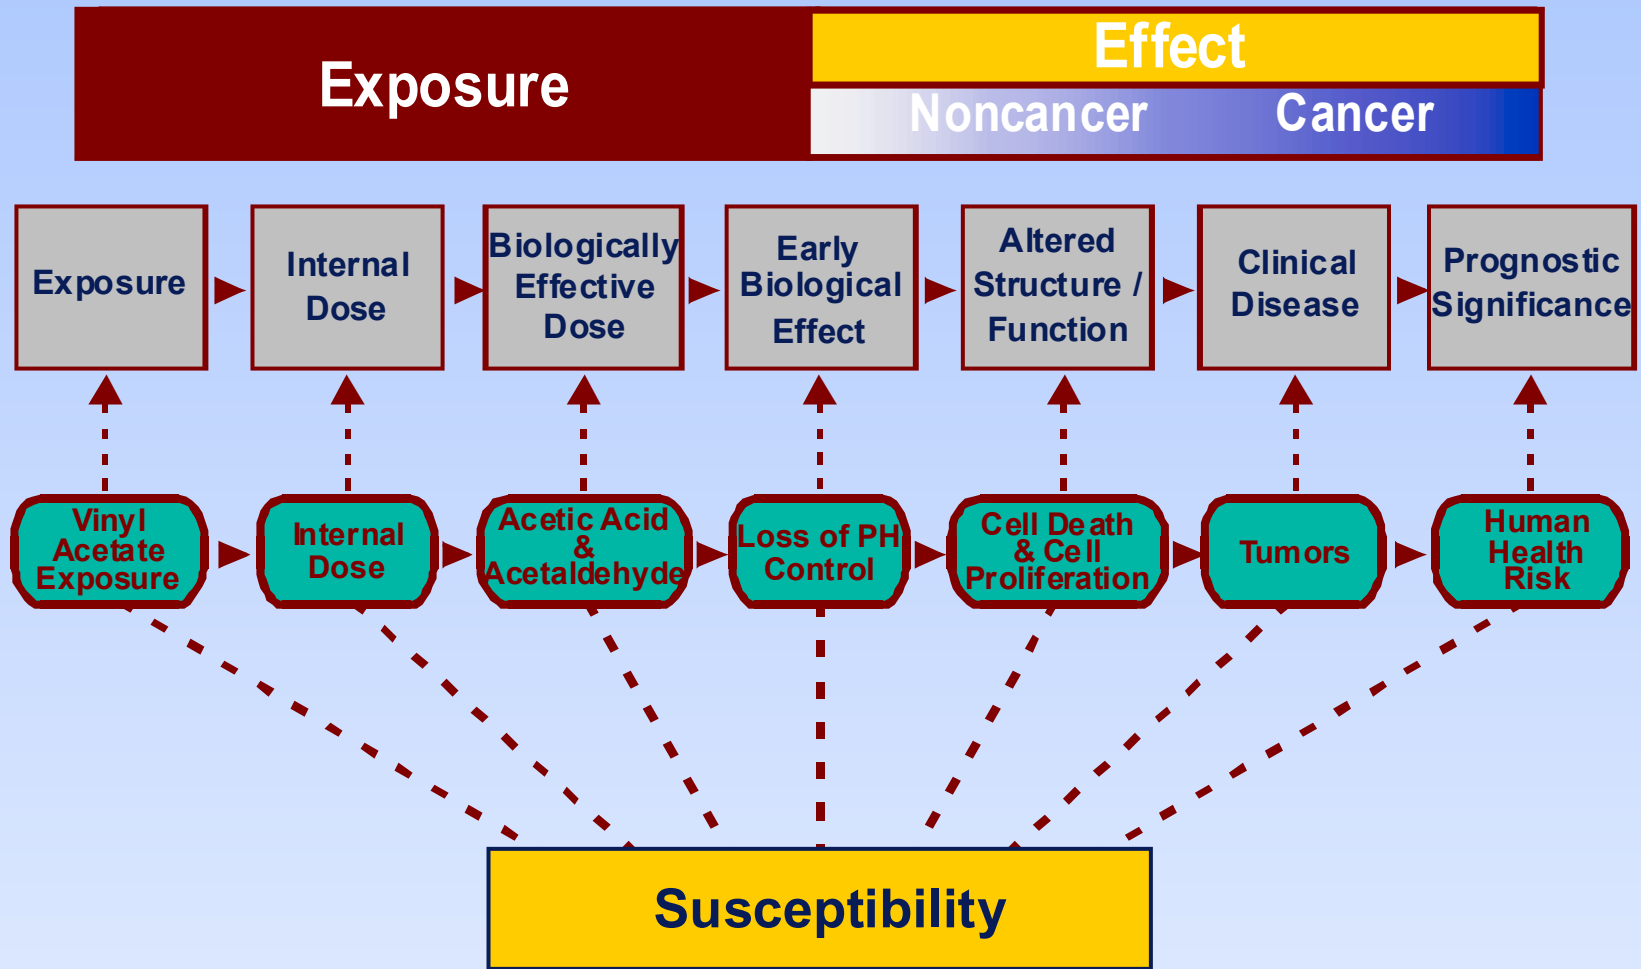 Exposure
Effect
Noncancer Cancer
Exposure
Internal
Dose
Biologically
Effective
Dose
Early
Biological
Effect
Altered
Structure /
Function
Clinical
Disease
Prognostic
Significance
Vinyl
Acetate
Exposure
Internal
Dose
Acetic Acid
&
Acetaldehyde
Loss of PH
Control
Cell Death
& Cell
Proliferation
Tumors
Human
Health
Risk
Susceptibility